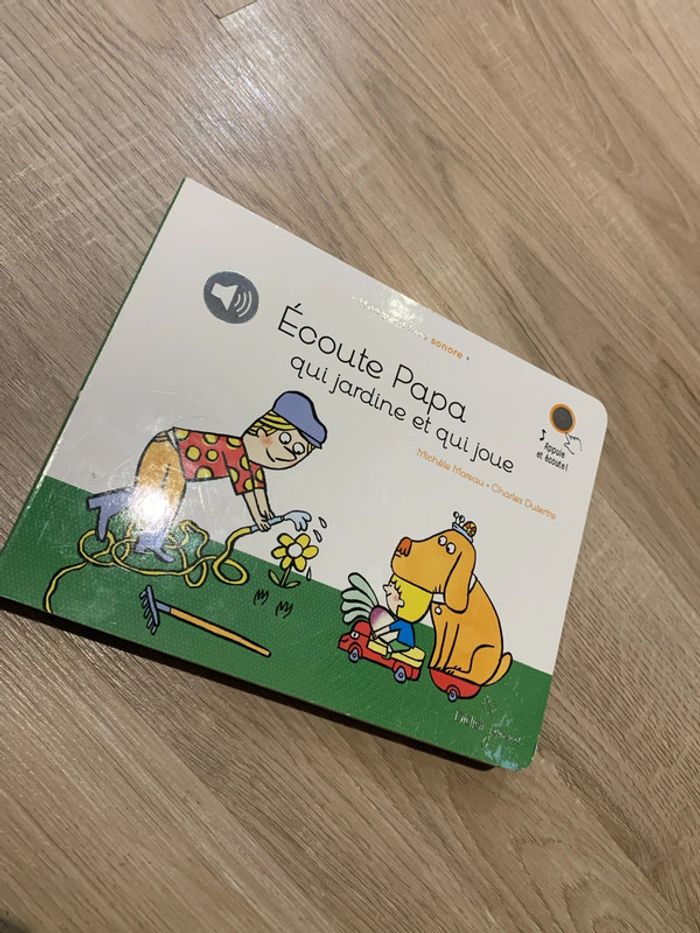 sonore
Écoute Papa
qui jardine et qui joue
Michèle Moreau • Charles Dutertre
Appuie
et écoute !